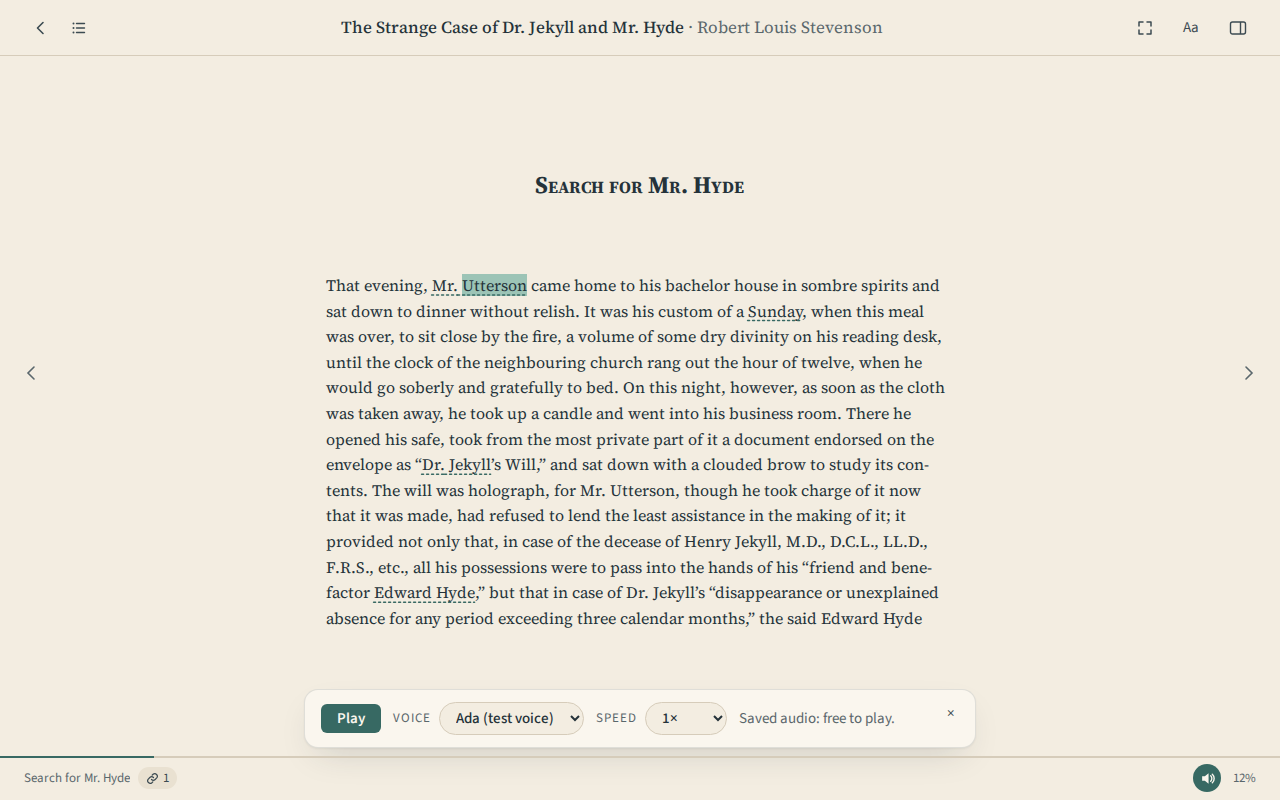 The Strange Case of Dr. Jekyll and Mr. Hyde · Robert Louis Stevenson
Aa
Search for Mr. Hyde
That evening, Mr. Utterson came home to his bachelor house in sombre spirits and
sat down to dinner without relish. It was his custom of a Sunday, when this meal
was over, to sit close by the fire, a volume of some dry divinity on his reading desk,
until the clock of the neighbouring church rang out the hour of twelve, when he
would go soberly and gratefully to bed. On this night, however, as soon as the cloth
was taken away, he took up a candle and went into his business room. There he
opened his safe, took from the most private part of it a document endorsed on the
envelope as “Dr. Jekyll’s Will,” and sat down with a clouded brow to study its con-
tents. The will was holograph, for Mr. Utterson, though he took charge of it now
that it was made, had refused to lend the least assistance in the making of it; it
provided not only that, in case of the decease of Henry Jekyll, M.D., D.C.L., LL.D.,
F.R.S., etc., all his possessions were to pass into the hands of his “friend and bene-
factor Edward Hyde,” but that in case of Dr. Jekyll’s “disappearance or unexplained
absence for any period exceeding three calendar months,” the said Edward Hyde
Play VOICE Ada (test voice) SPEED 1× Saved audio: free to play. ×
Search for Mr. Hyde 1 12%